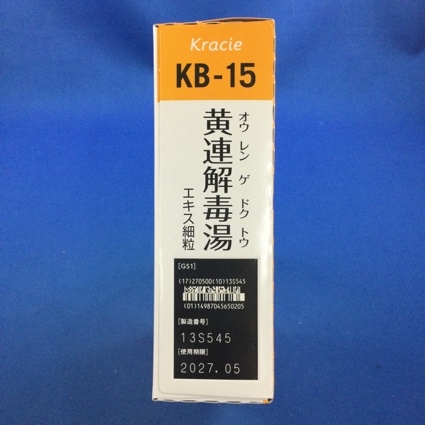 Kracie
KB-15
黄連解毒湯
オウ レン ゲ ドク トウ
エキス細粒
[GS1]
(17)270500(10)13S545
(01)14987045650205
[製造番号]
13S545
[使用期限]
2027.05